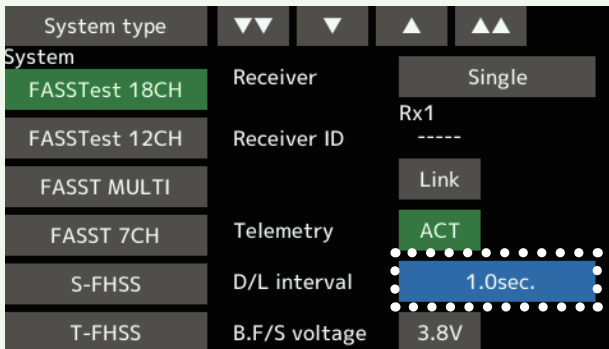 System type ▼▼ ▼ ▲ ▲▲
System
FASSTest 18CH
Receiver Single
Rx1
FASSTest 12CH
Receiver ID -----
FASST MULTI
Link
FASST 7CH
Telemetry ACT
S-FHSS
D/L interval 1.0sec.
T-FHSS
B.F/S voltage 3.8V